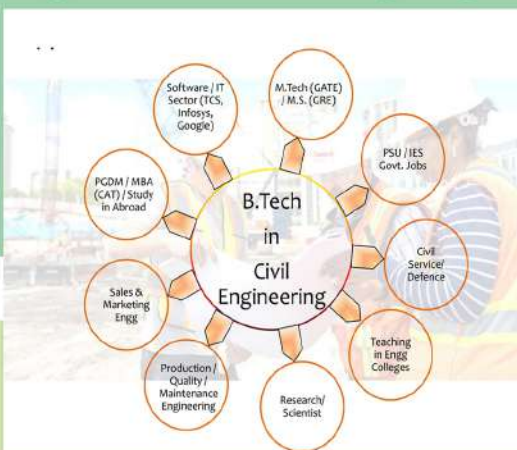 . .
Software / IT
Sector (TCS,
Infosys,
Google)
M.Tech (GATE)
/ M.S. (GRE)
PSU / IES
Govt. Jobs
Civil
Service/
Defence
Teaching
in Engg
Colleges
Research/
Scientist
Production /
Quality /
Maintenance
Engineering
Sales &
Marketing
Engg
PGDM / MBA
(CAT) / Study
in Abroad
B.Tech
in
Civil
Engineering